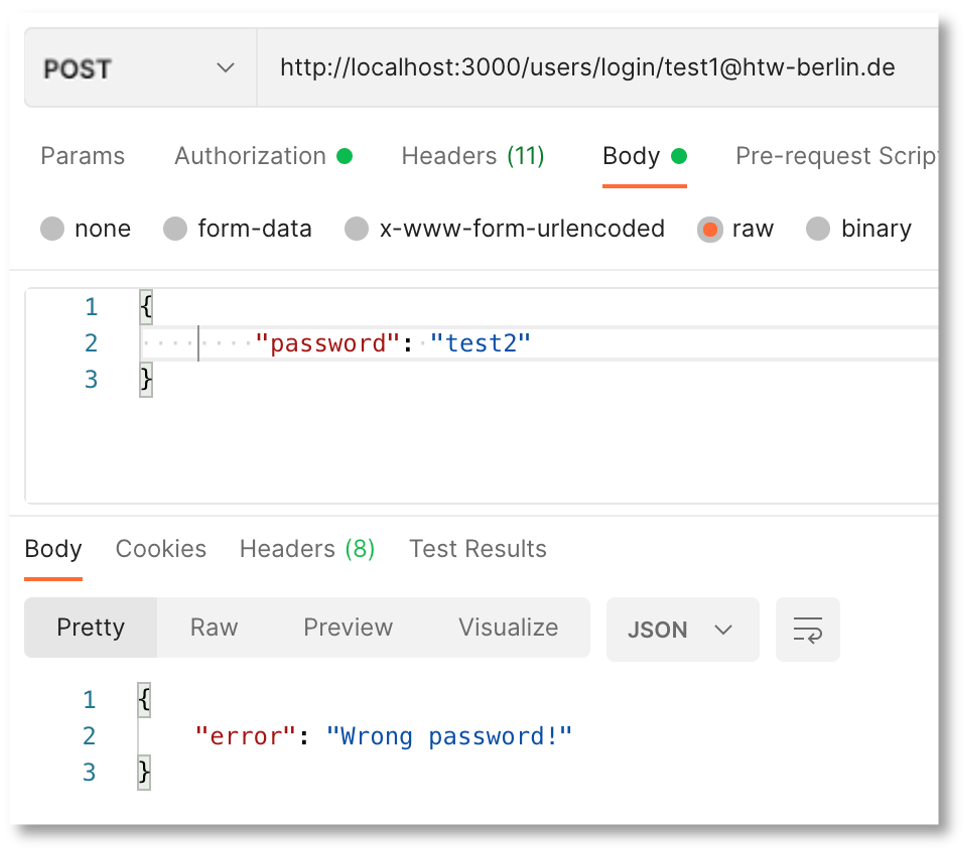 POST http://localhost:3000/users/login/test1@htw-berlin.de
Params Authorization Headers (11) Body Pre-request Script
none form-data x-www-form-urlencoded raw binary
1 {
2 "password": "test2"
3 }
Body Cookies Headers (8) Test Results
Pretty Raw Preview Visualize JSON
1 {
2 "error": "Wrong password!"
3 }